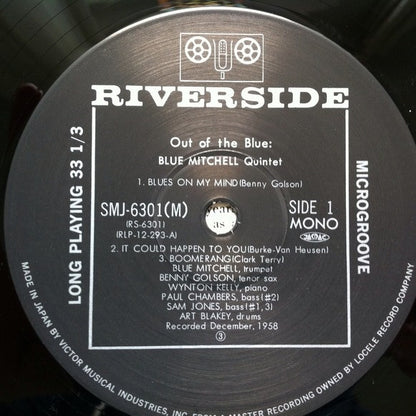 RIVERSIDE
Out of the Blue:
BLUE MITCHELL Quintet
1. BLUES ON MY MIND(Benny Golson)
SMJ-6301(M)
(RS-6301)
(RLP-12-293-A)
SIDE 1
MONO
2. IT COULD HAPPEN TO YOU(Burke-Van Heusen)
3. BOOMERANG(Clark Terry)
BLUE MITCHELL, trumpet
BENNY GOLSON, tenor sax
WYNTON KELLY, piano
PAUL CHAMBERS, bass(#2)
SAM JONES, bass(#1,3)
ART BLAKEY, drums
Recorded December, 1958
③
LONG PLAYING 33 1/3
MICROGROOVE
MADE IN JAPAN BY VICTOR MUSICAL INDUSTRIES, INC. FROM A MASTER RECORDING OWNED BY LOCELE RECORD COMPANY